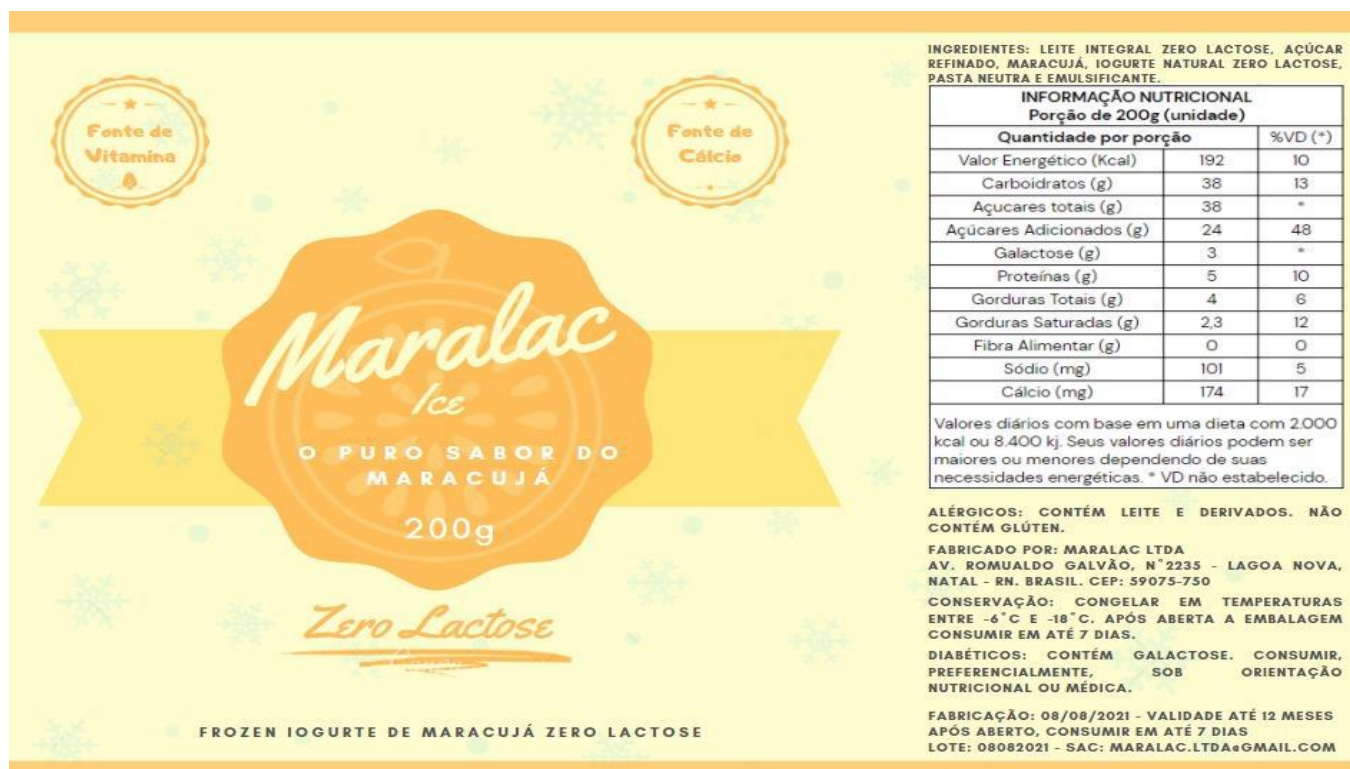 Fonte de
Vitamina
A
Fonte de
Cálcio
Maralac
Ice
O PURO SABOR DO
MARACUJÁ
200g
Zero Lactose
FROZEN IOGURTE DE MARACUJÁ ZERO LACTOSE
INGREDIENTES: LEITE INTEGRAL ZERO LACTOSE, AÇÚCAR
REFINADO, MARACUJÁ, IOGURTE NATURAL ZERO LACTOSE,
PASTA NEUTRA E EMULSIFICANTE.
INFORMAÇÃO NUTRICIONAL
Porção de 200g (unidade)
Quantidade por porção %VD (*)
Valor Energético (Kcal) 192 10
Carboidratos (g) 38 13
Açucares totais (g) 38 *
Açúcares Adicionados (g) 24 48
Galactose (g) 3 *
Proteínas (g) 5 10
Gorduras Totais (g) 4 6
Gorduras Saturadas (g) 2,3 12
Fibra Alimentar (g) 0 0
Sódio (mg) 101 5
Cálcio (mg) 174 17
Valores diários com base em uma dieta com 2.000
kcal ou 8.400 kj. Seus valores diários podem ser
maiores ou menores dependendo de suas
necessidades energéticas. * VD não estabelecido.
ALÉRGICOS: CONTÉM LEITE E DERIVADOS. NÃO
CONTÉM GLÚTEN.
FABRICADO POR: MARALAC LTDA
AV. ROMUALDO GALVÃO, N°2235 - LAGOA NOVA,
NATAL - RN. BRASIL. CEP: 59075-750
CONSERVAÇÃO: CONGELAR EM TEMPERATURAS
ENTRE -6°C E -18°C. APÓS ABERTA A EMBALAGEM
CONSUMIR EM ATÉ 7 DIAS.
DIABÉTICOS: CONTÉM GALACTOSE. CONSUMIR,
PREFERENCIALMENTE, SOB ORIENTAÇÃO
NUTRICIONAL OU MÉDICA.
FABRICAÇÃO: 08/08/2021 - VALIDADE ATÉ 12 MESES
APÓS ABERTO, CONSUMIR EM ATÉ 7 DIAS
LOTE: 08082021 - SAC: MARALAC.LTDA@GMAIL.COM